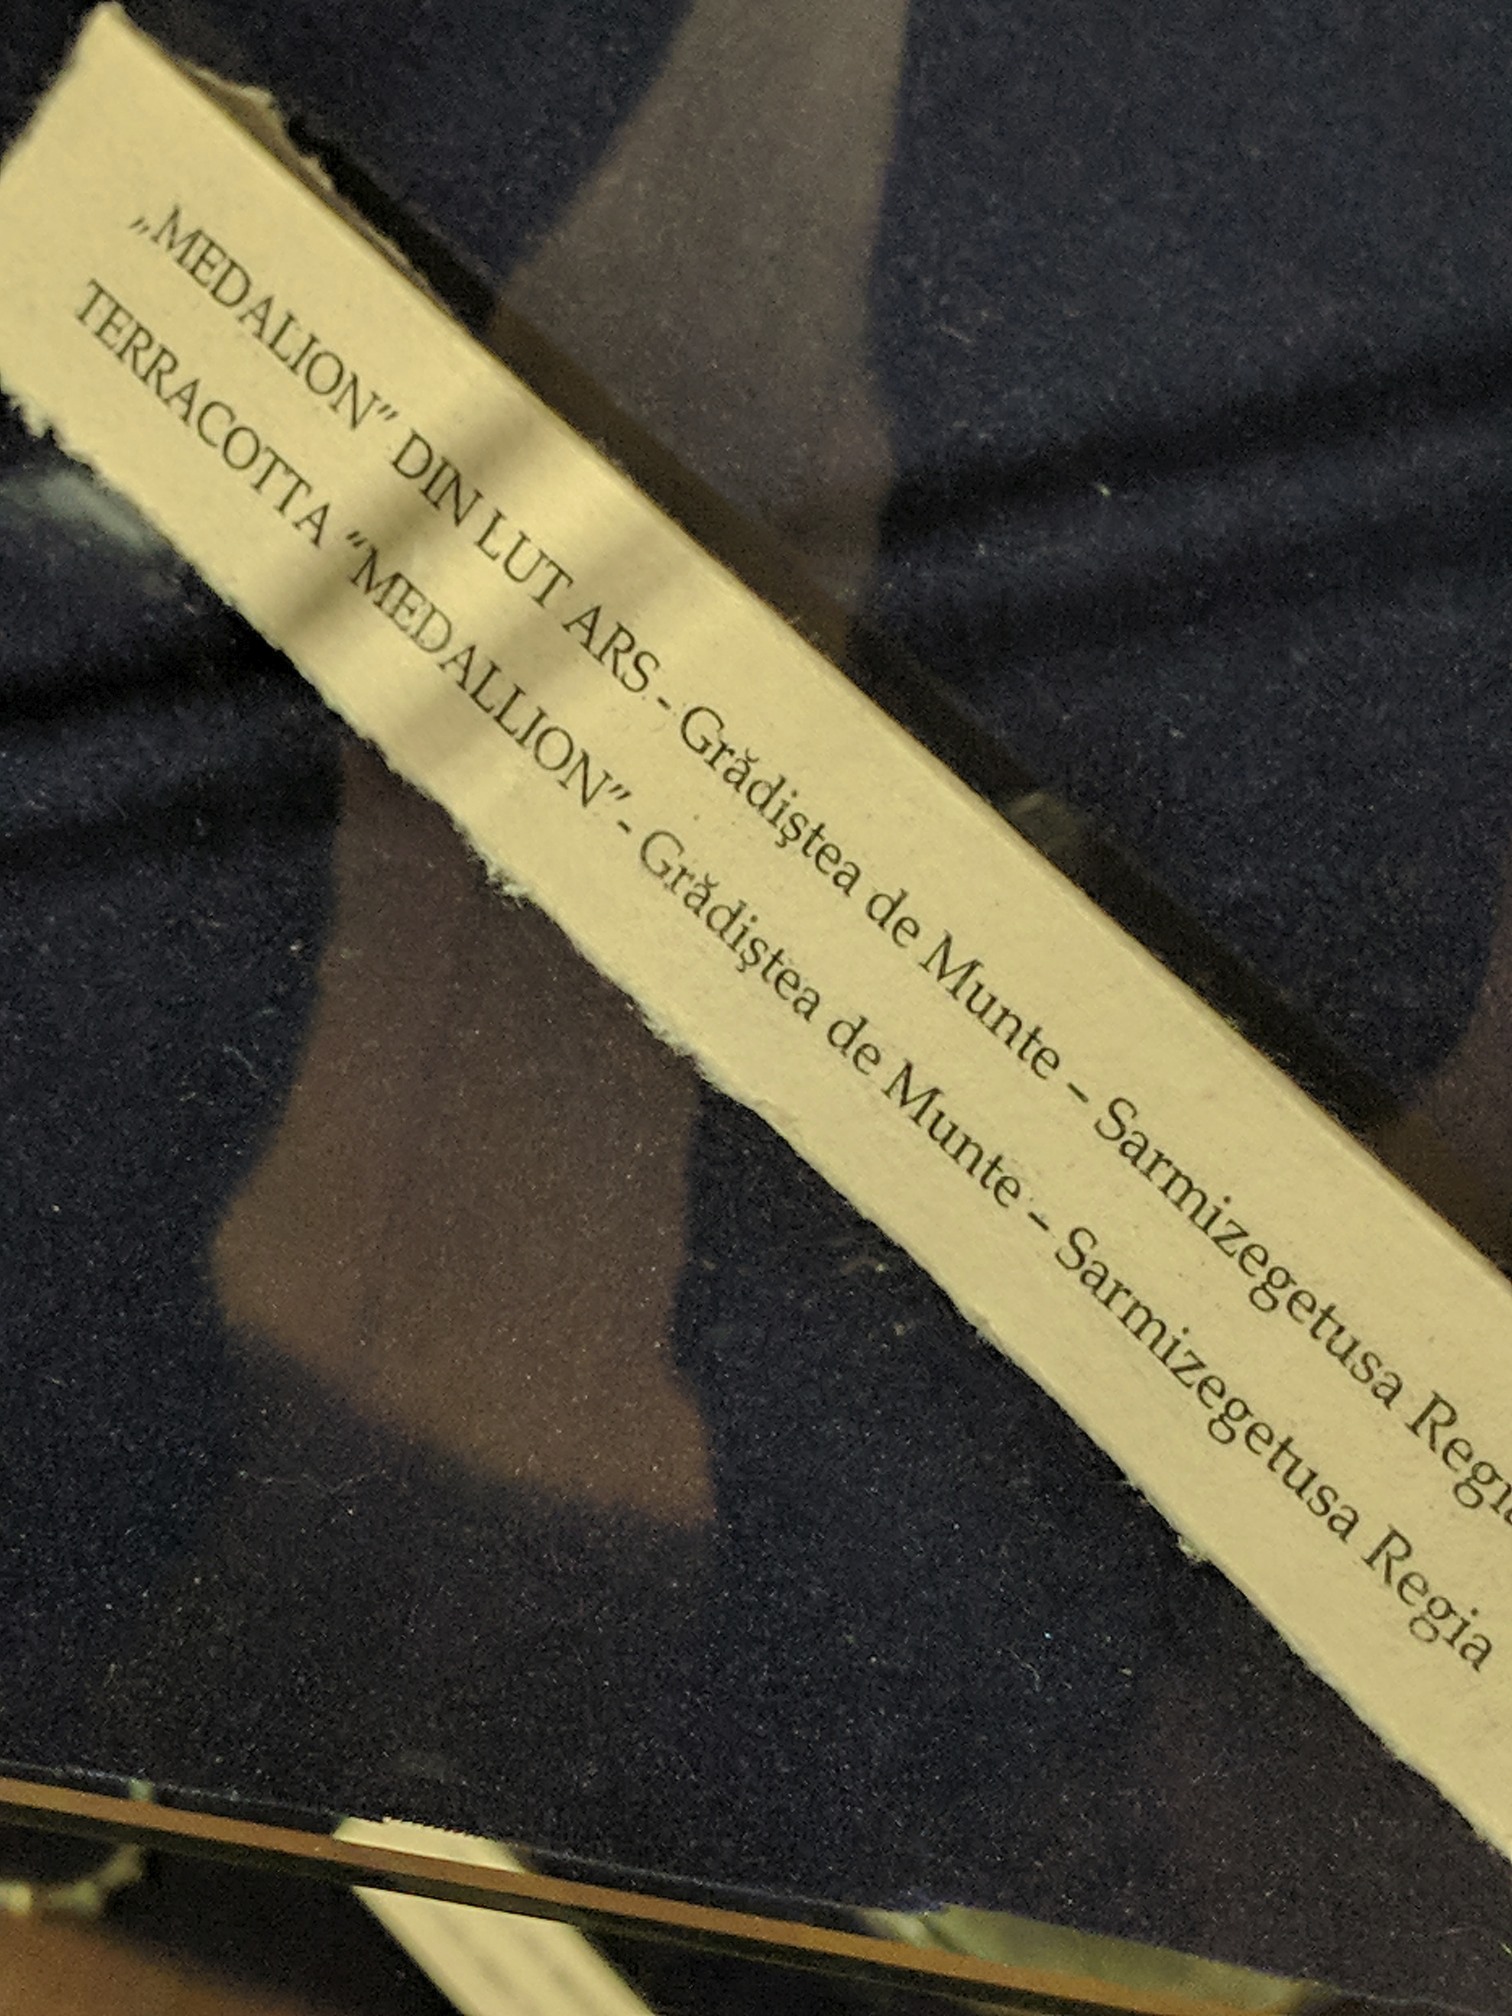 „MEDALION” DIN LUT ARS - Grădiştea de Munte – Sarmizegetusa Regia
TERRACOTTA “MEDALLION”- Grădiştea de Munte – Sarmizegetusa Regia